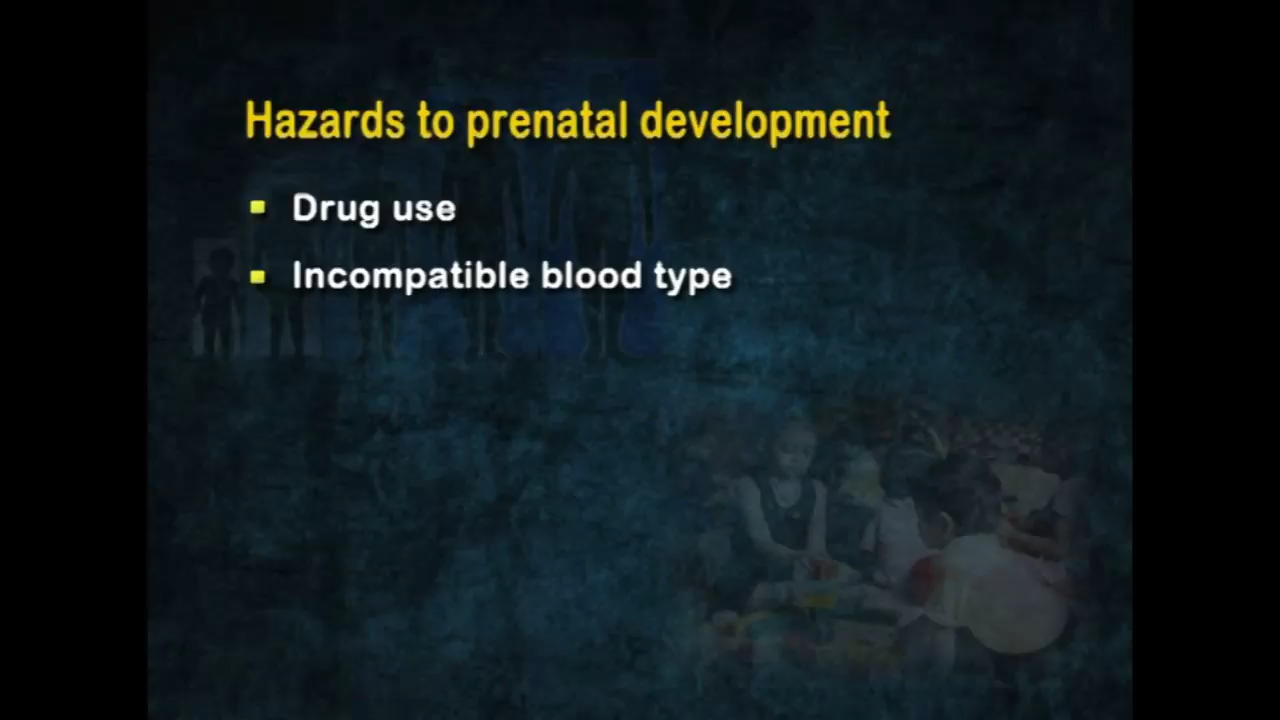 Hazards to prenatal development
Drug use
Incompatible blood type